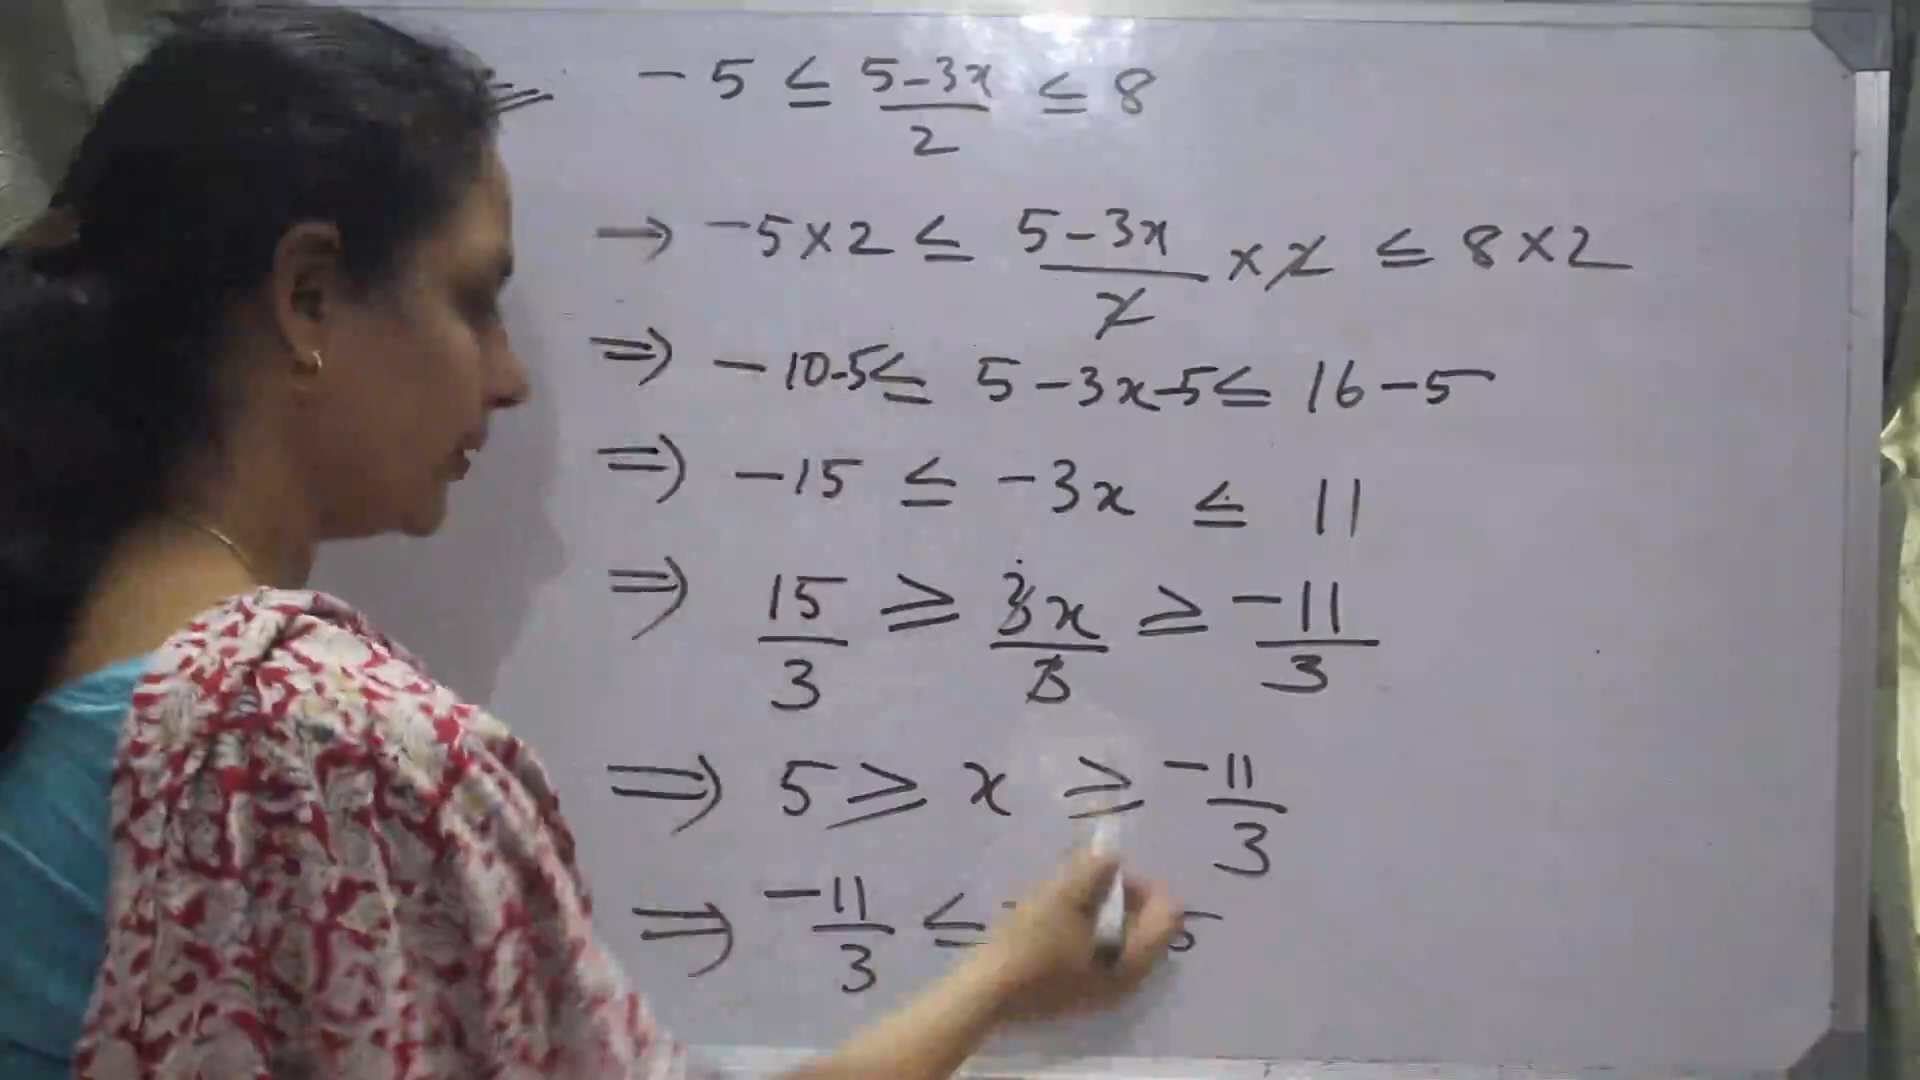 -5 ≤ (5-3x)/2 ≤ 8
→ -5×2 ≤ (5-3x)/2 ×2 ≤ 8×2
⇒ -10-5 ≤ 5-3x-5 ≤ 16-5
⇒ -15 ≤ -3x ≤ 11
⇒ 15/3 ≥ 3x/3 ≥ -11/3
⇒ 5 ≥ x ≥ -11/3
⇒ -11/3 ≤ 5